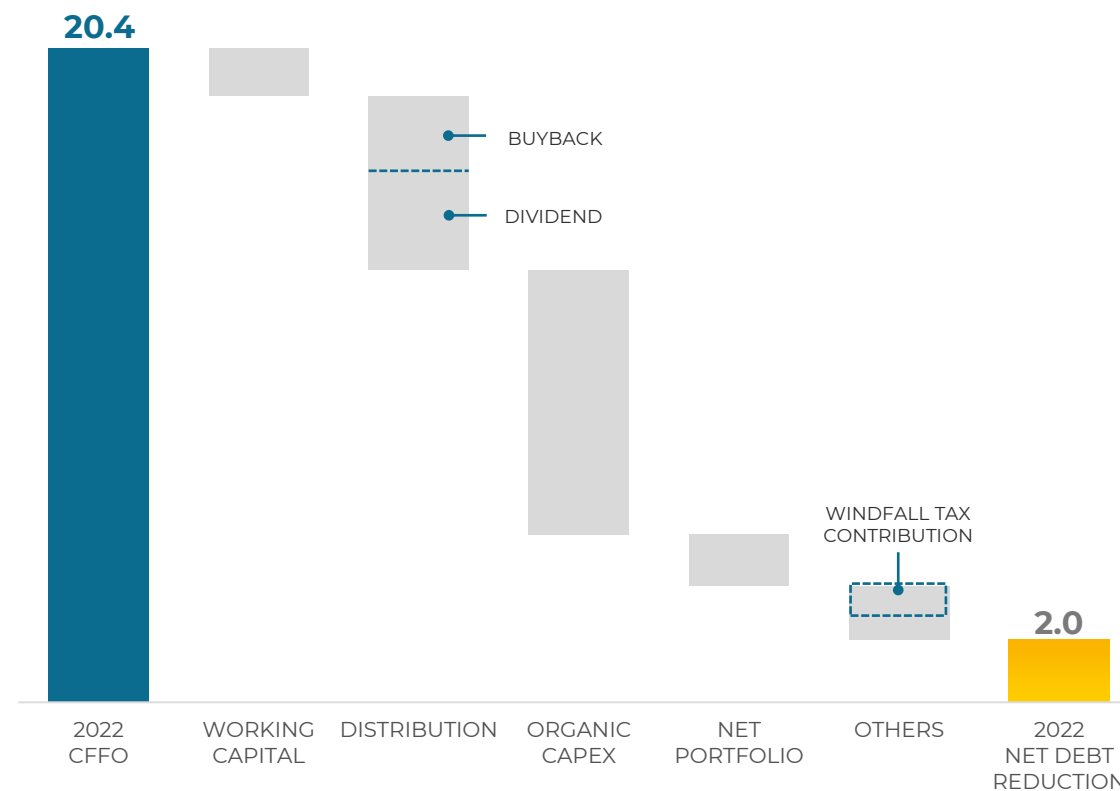 20.4
BUYBACK
DIVIDEND
WINDFALL TAX
CONTRIBUTION
2.0
2022
CFFO
WORKING
CAPITAL
DISTRIBUTION
ORGANIC
CAPEX
NET
PORTFOLIO
OTHERS
2022
NET DEBT
REDUCTION